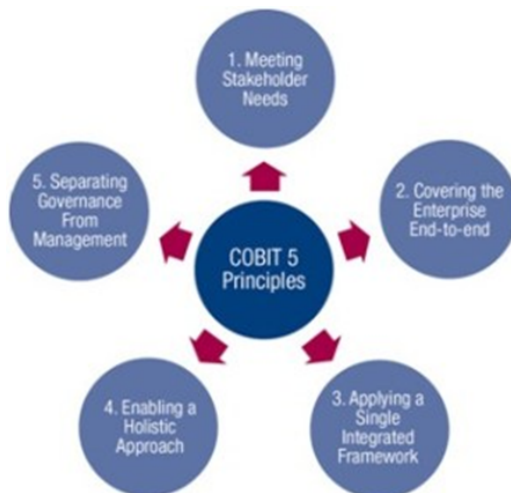 1. Meeting
Stakeholder
Needs
2. Covering the
Enterprise
End-to-end
3. Applying a
Single
Integrated
Framework
4. Enabling a
Holistic
Approach
5. Separating
Governance
From
Management
COBIT 5
Principles